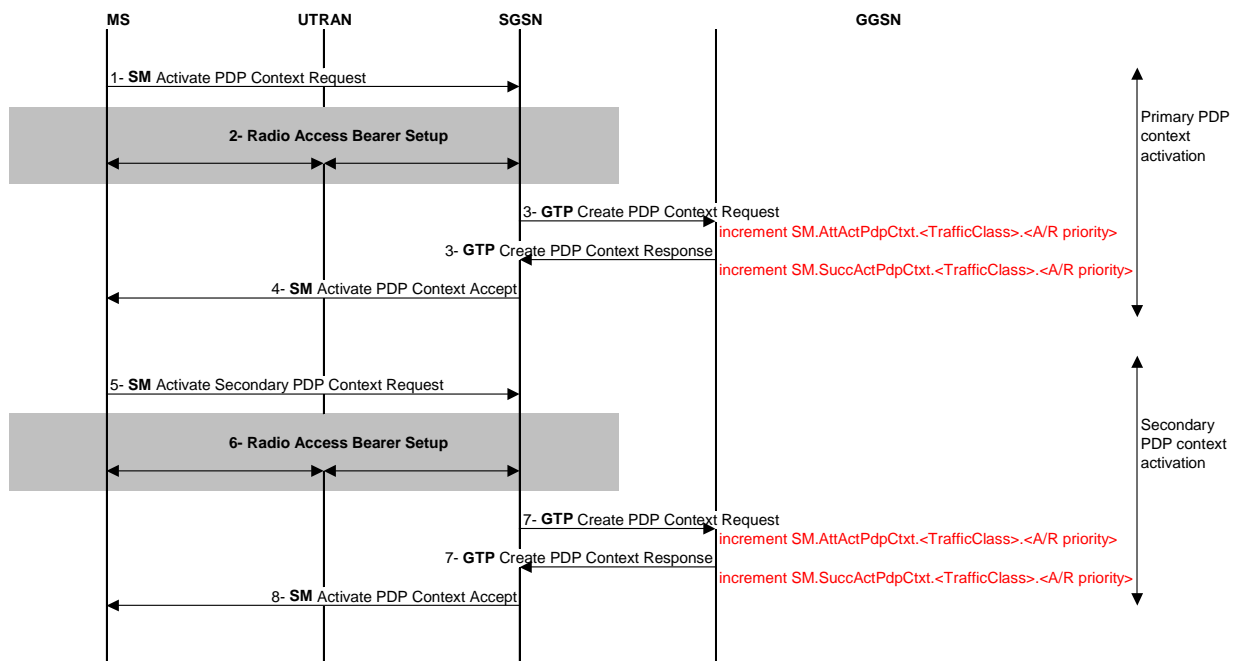 MS UTRAN SGSN GGSN
1- SM Activate PDP Context Request
Primary PDP
context
activation
2- Radio Access Bearer Setup
3- GTP Create PDP Context Request
increment SM.AttActPdpCtxt.<TrafficClass>.<A/R priority>
3- GTP Create PDP Context Response
increment SM.SuccActPdpCtxt.<TrafficClass>.<A/R priority>
4- SM Activate PDP Context Accept
5- SM Activate Secondary PDP Context Request
Secondary
PDP context
activation
6- Radio Access Bearer Setup
7- GTP Create PDP Context Request
increment SM.AttActPdpCtxt.<TrafficClass>.<A/R priority>
7- GTP Create PDP Context Response
increment SM.SuccActPdpCtxt.<TrafficClass>.<A/R priority>
8- SM Activate PDP Context Accept